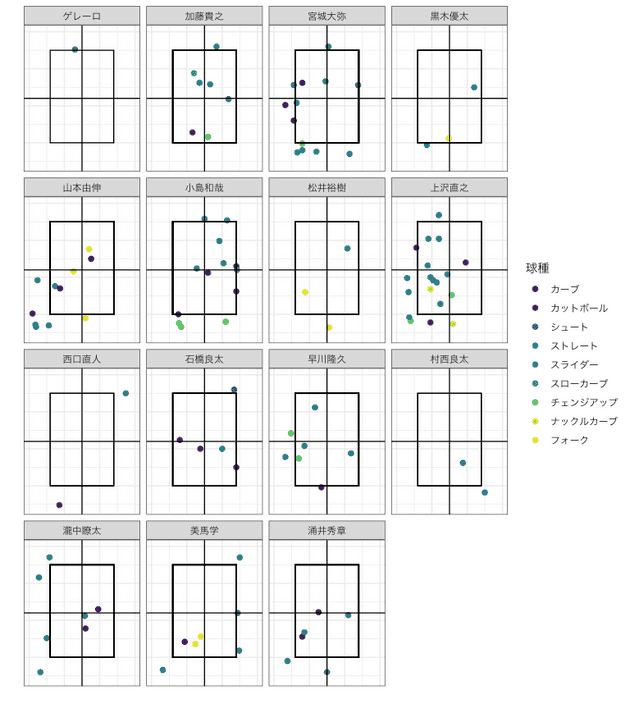 ゲレーロ
加藤貴之
宮城大弥
黒木優太
山本由伸
小島和哉
松井裕樹
上沢直之
西口直人
石橋良太
早川隆久
村西良太
瀧中瞭太
美馬学
涌井秀章
球種
カーブ
カットボール
シュート
ストレート
スライダー
スローカーブ
チェンジアップ
ナックルカーブ
フォーク